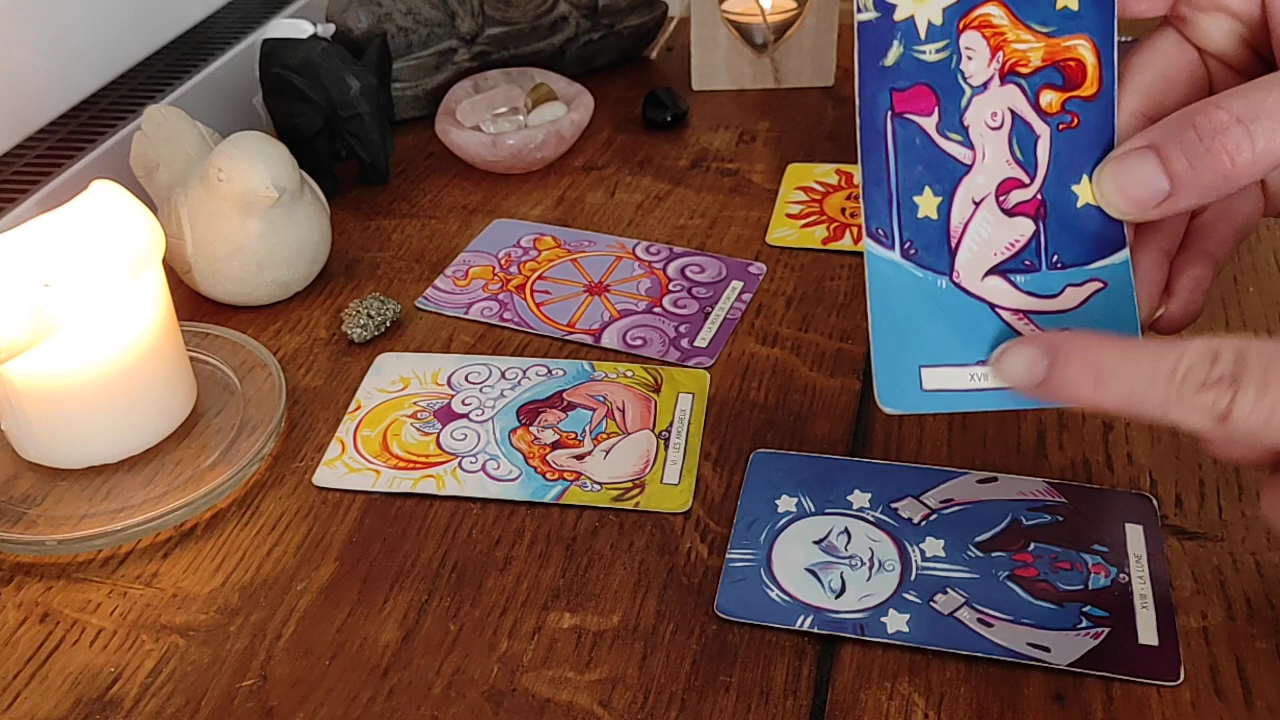 XVII
X - LA ROUE DE FORTUNE
VI - LES AMOUREUX
XVIII - LA LUNE